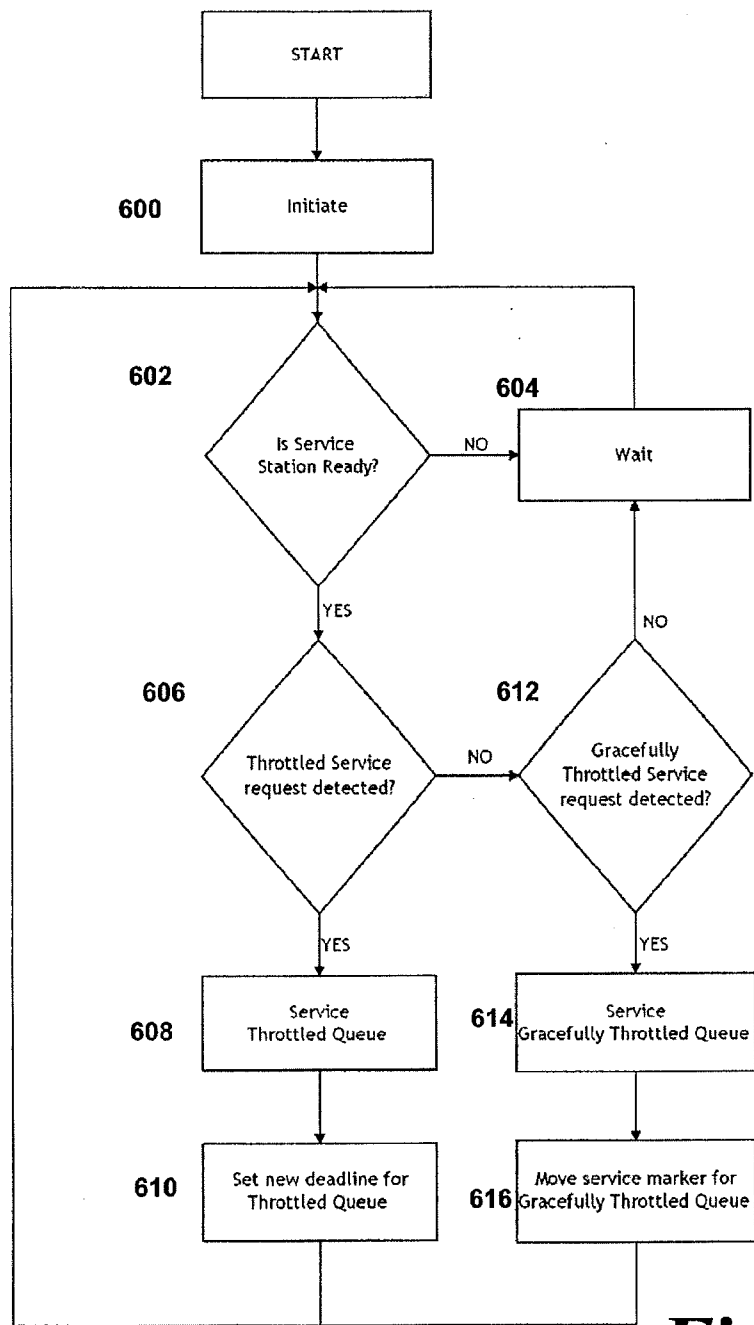 START
600
Initiate
602
Is Service
Station Ready?
NO
604
Wait
YES
NO
606
Throttled Service
request detected?
NO
612
Gracefully
Throttled Service
request detected?
YES
YES
608
Service
Throttled Queue
614
Service
Gracefully Throttled Queue
610
Set new deadline for
Throttled Queue
616
Move service marker for
Gracefully Throttled Queue